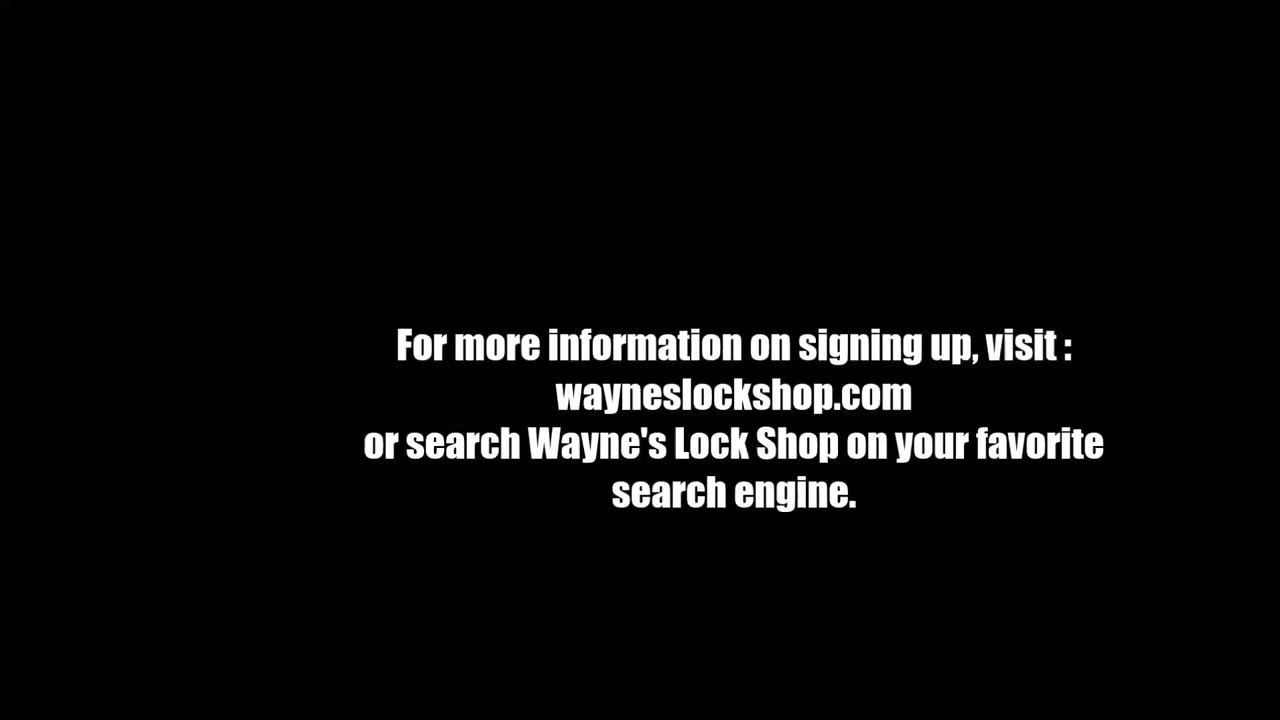 For more information on signing up, visit :
wayneslockshop.com
or search Wayne's Lock Shop on your favorite
search engine.